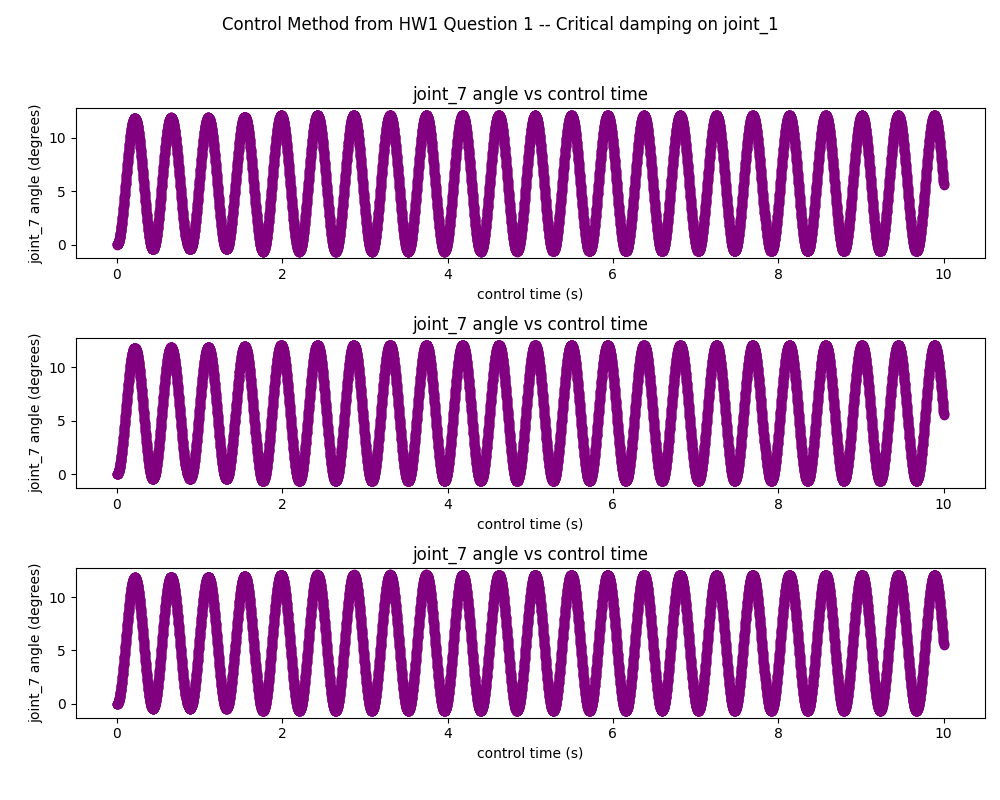 Control Method from HW1 Question 1 -- Critical damping on joint_1
joint_7 angle vs control time
joint_7 angle (degrees)
10
5
0
0 2 4 6 8 10
control time (s)
joint_7 angle vs control time
joint_7 angle (degrees)
10
5
0
0 2 4 6 8 10
control time (s)
joint_7 angle vs control time
joint_7 angle (degrees)
10
5
0
0 2 4 6 8 10
control time (s)